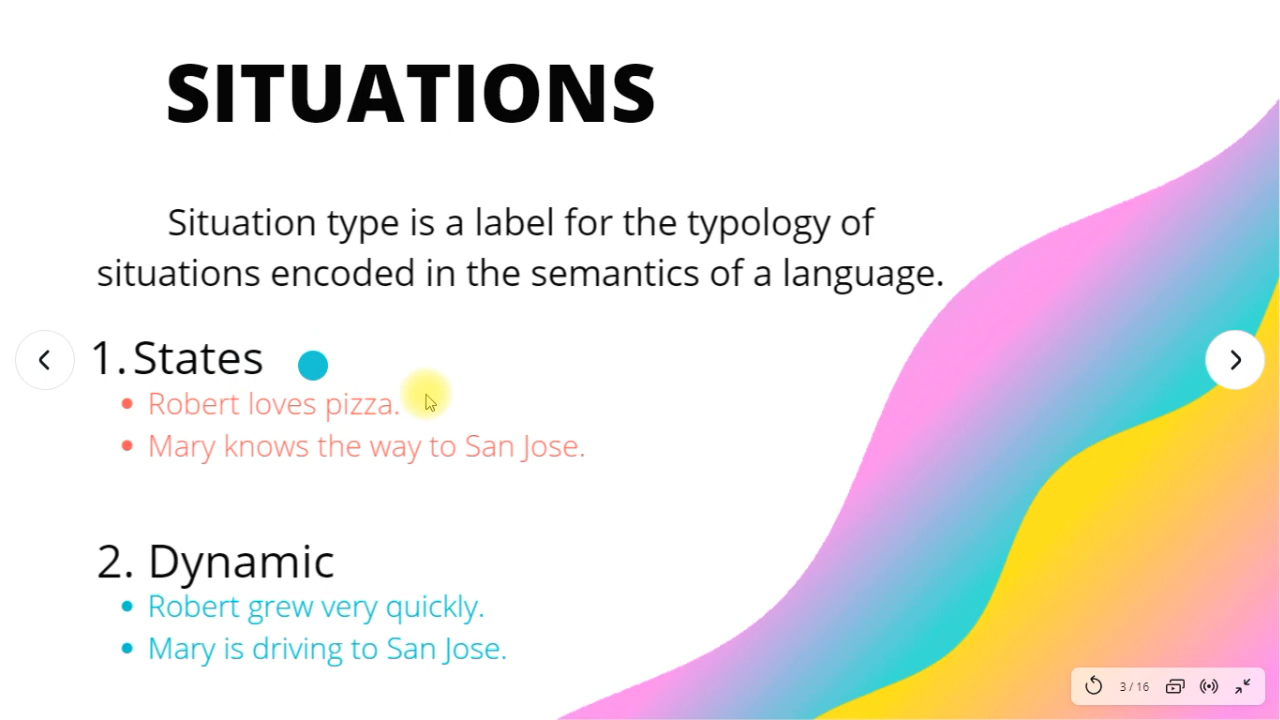 SITUATIONS
Situation type is a label for the typology of
situations encoded in the semantics of a language.
1. States
Robert loves pizza.
Mary knows the way to San Jose.
2. Dynamic
Robert grew very quickly.
Mary is driving to San Jose.
3 / 16